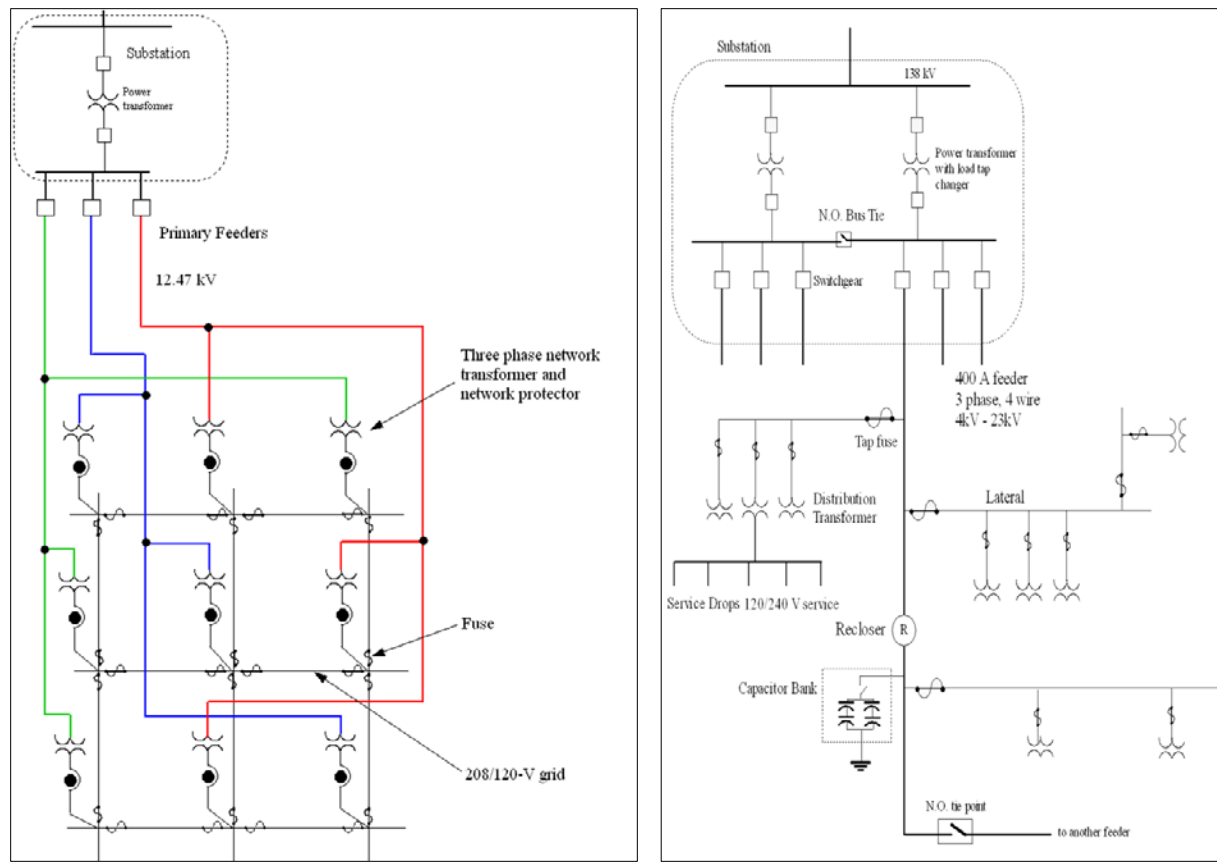 Substation
Power
transformer
Primary Feeders
12.47 kV
Three phase network
transformer and
network protector
Fuse
208/120-V grid
Substation
138 kV
Power transformer
with load tap
changer
N.O. Bus Tie
Switchgear
400 A feeder
3 phase, 4 wire
4kV - 23kV
Tap fuse
Distribution
Transformer
Lateral
Service Drops 120/240 V service
Recloser
R
Capacitor Bank
N.O. tie point
to another feeder